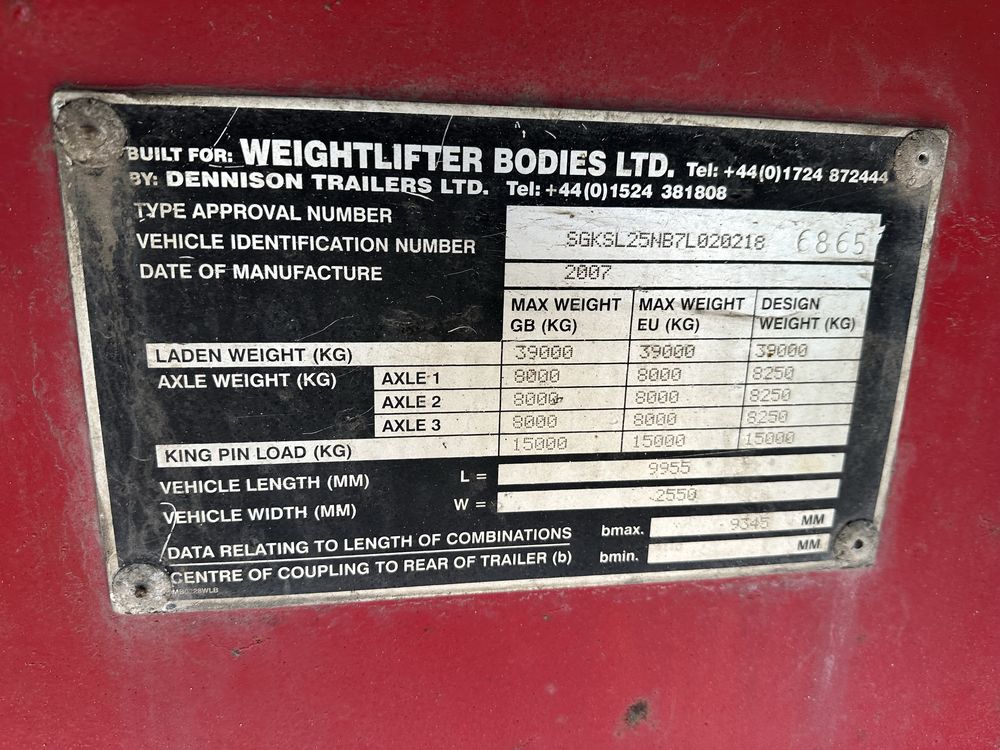 BUILT FOR: WEIGHTLIFTER BODIES LTD. Tel: +44(0)1724 872444
BY: DENNISON TRAILERS LTD. Tel: +44(0)1524 381808
TYPE APPROVAL NUMBER
VEHICLE IDENTIFICATION NUMBER SGKSL25NB7L020218 6865
DATE OF MANUFACTURE 2007
MAX WEIGHT GB (KG) MAX WEIGHT EU (KG) DESIGN WEIGHT (KG)
LADEN WEIGHT (KG) 39000 39000 39000
AXLE WEIGHT (KG) AXLE 1 8000 8000 8250
AXLE 2 8000 8000 8250
AXLE 3 8000 8000 8250
KING PIN LOAD (KG) 15000 15000 15000
VEHICLE LENGTH (MM) L = 9955
VEHICLE WIDTH (MM) W = 2550
DATA RELATING TO LENGTH OF COMBINATIONS bmax. 9345 MM
CENTRE OF COUPLING TO REAR OF TRAILER (b) bmin. MM